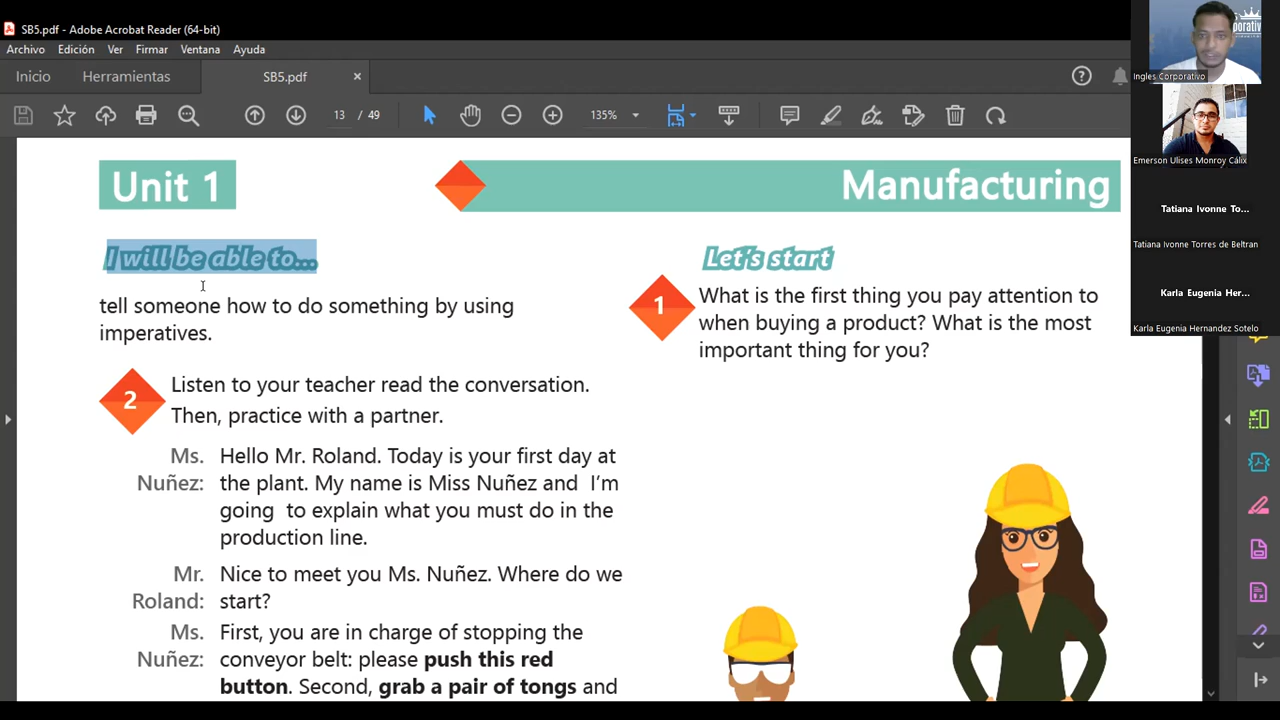 SB5.pdf - Adobe Acrobat Reader (64-bit)
Archivo Edición Ver Firmar Ventana Ayuda
Inicio Herramientas SB5.pdf ×
13 / 49 135%
Unit 1
Manufacturing
I will be able to...
tell someone how to do something by using
imperatives.
Let's start
1
What is the first thing you pay attention to
when buying a product? What is the most
important thing for you?
2
Listen to your teacher read the conversation.
Then, practice with a partner.
Ms. Hello Mr. Roland. Today is your first day at
Nuñez: the plant. My name is Miss Nuñez and I'm
going to explain what you must do in the
production line.
Mr. Nice to meet you Ms. Nuñez. Where do we
Roland: start?
Ms. First, you are in charge of stopping the
Nuñez: conveyor belt: please push this red
button. Second, grab a pair of tongs and
Ingles Corporativo
Emerson Ulises Monroy Cálix
Tatiana Ivonne To...
Tatiana Ivonne Torres de Beltran
Karla Eugenia Her...
Karla Eugenia Hernandez Sotelo